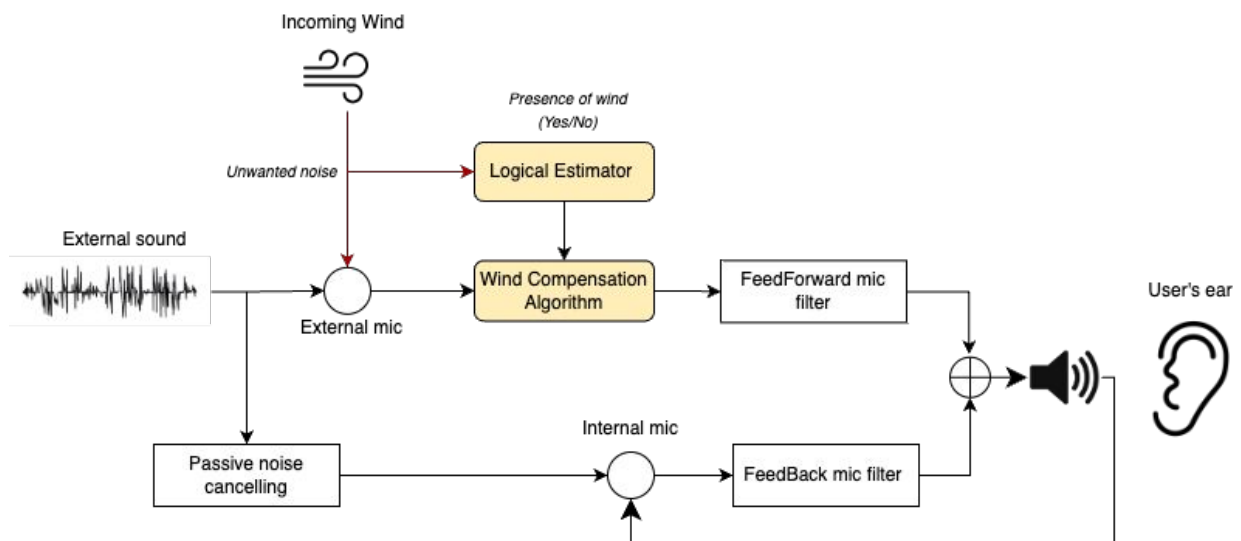 Incoming Wind
Presence of wind
(Yes/No)
Unwanted noise
Logical Estimator
External sound
Wind Compensation
Algorithm
FeedForward mic
filter
User's ear
External mic
Internal mic
Passive noise
cancelling
FeedBack mic filter